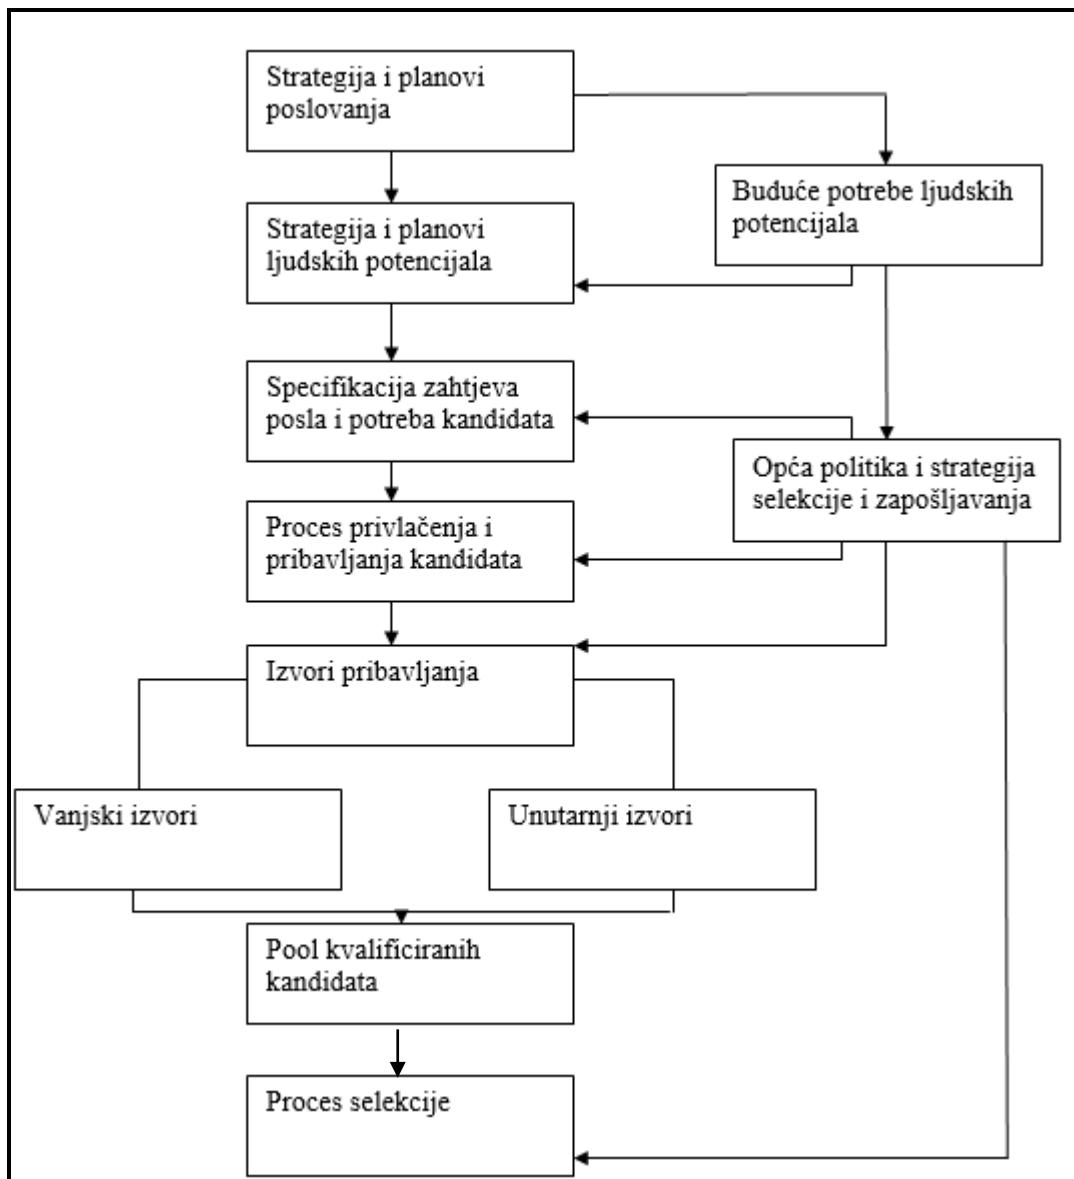 Strategija i planovi
poslovanja
Buduće potrebe ljudskih
potencijala
Strategija i planovi
ljudskih potencijala
Specifikacija zahtjeva
posla i potreba kandidata
Opća politika i strategija
selekcije i zapošljavanja
Proces privlačenja i
pribavljanja kandidata
Izvori pribavljanja
Vanjski izvori
Unutarnji izvori
Pool kvalificiranih
kandidata
Proces selekcije